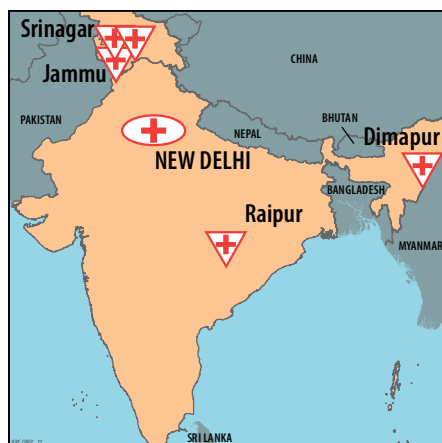 Srinagar
Jammu
CHINA
PAKISTAN
NEPAL
BHUTAN
Dimapur
NEW DELHI
BANGLADESH
Raipur
MYANMAR
SRI LANKA